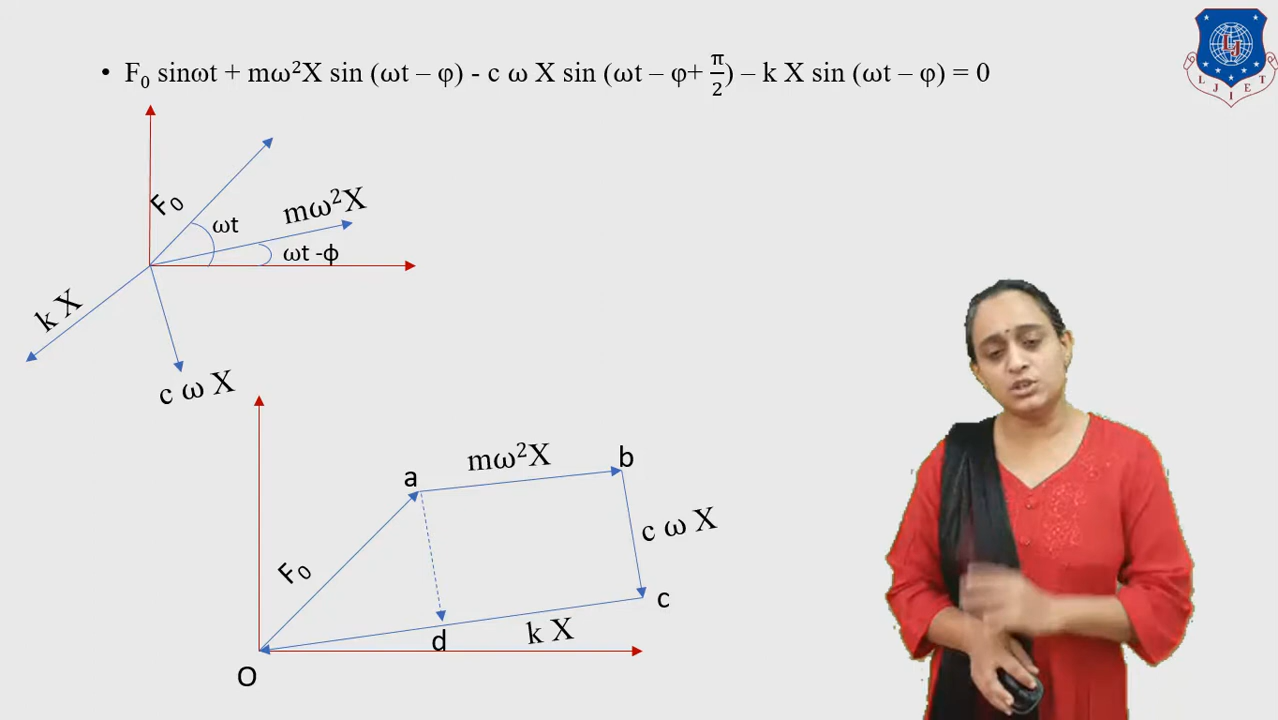 • F₀ sinωt + mω²X sin (ωt – φ) - c ω X sin (ωt – φ+ π/2) – k X sin (ωt – φ) = 0
F₀
mω²X
ωt
ωt -ϕ
k X
c ω X
a
mω²X
b
c ω X
F₀
c
d
k X
O
L J I E T